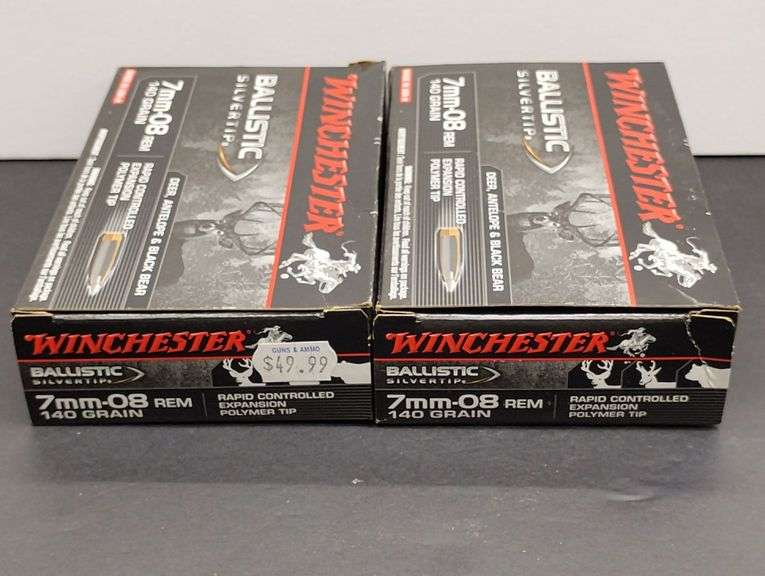 WINCHESTER
BALLISTIC
SILVERTIP®
7mm-08 REM
140 GRAIN
RAPID CONTROLLED
EXPANSION
POLYMER TIP
DEER, ANTELOPE & BLACK BEAR
WINCHESTER
BALLISTIC
SILVERTIP®
7mm-08 REM
140 GRAIN
RAPID CONTROLLED
EXPANSION
POLYMER TIP
DEER, ANTELOPE & BLACK BEAR
WINCHESTER®
GUNS & AMMO
$49.99
BALLISTIC
SILVERTIP®
7mm-08 REM
140 GRAIN
RAPID CONTROLLED
EXPANSION
POLYMER TIP
WINCHESTER®
BALLISTIC
SILVERTIP®
7mm-08 REM
140 GRAIN
RAPID CONTROLLED
EXPANSION
POLYMER TIP